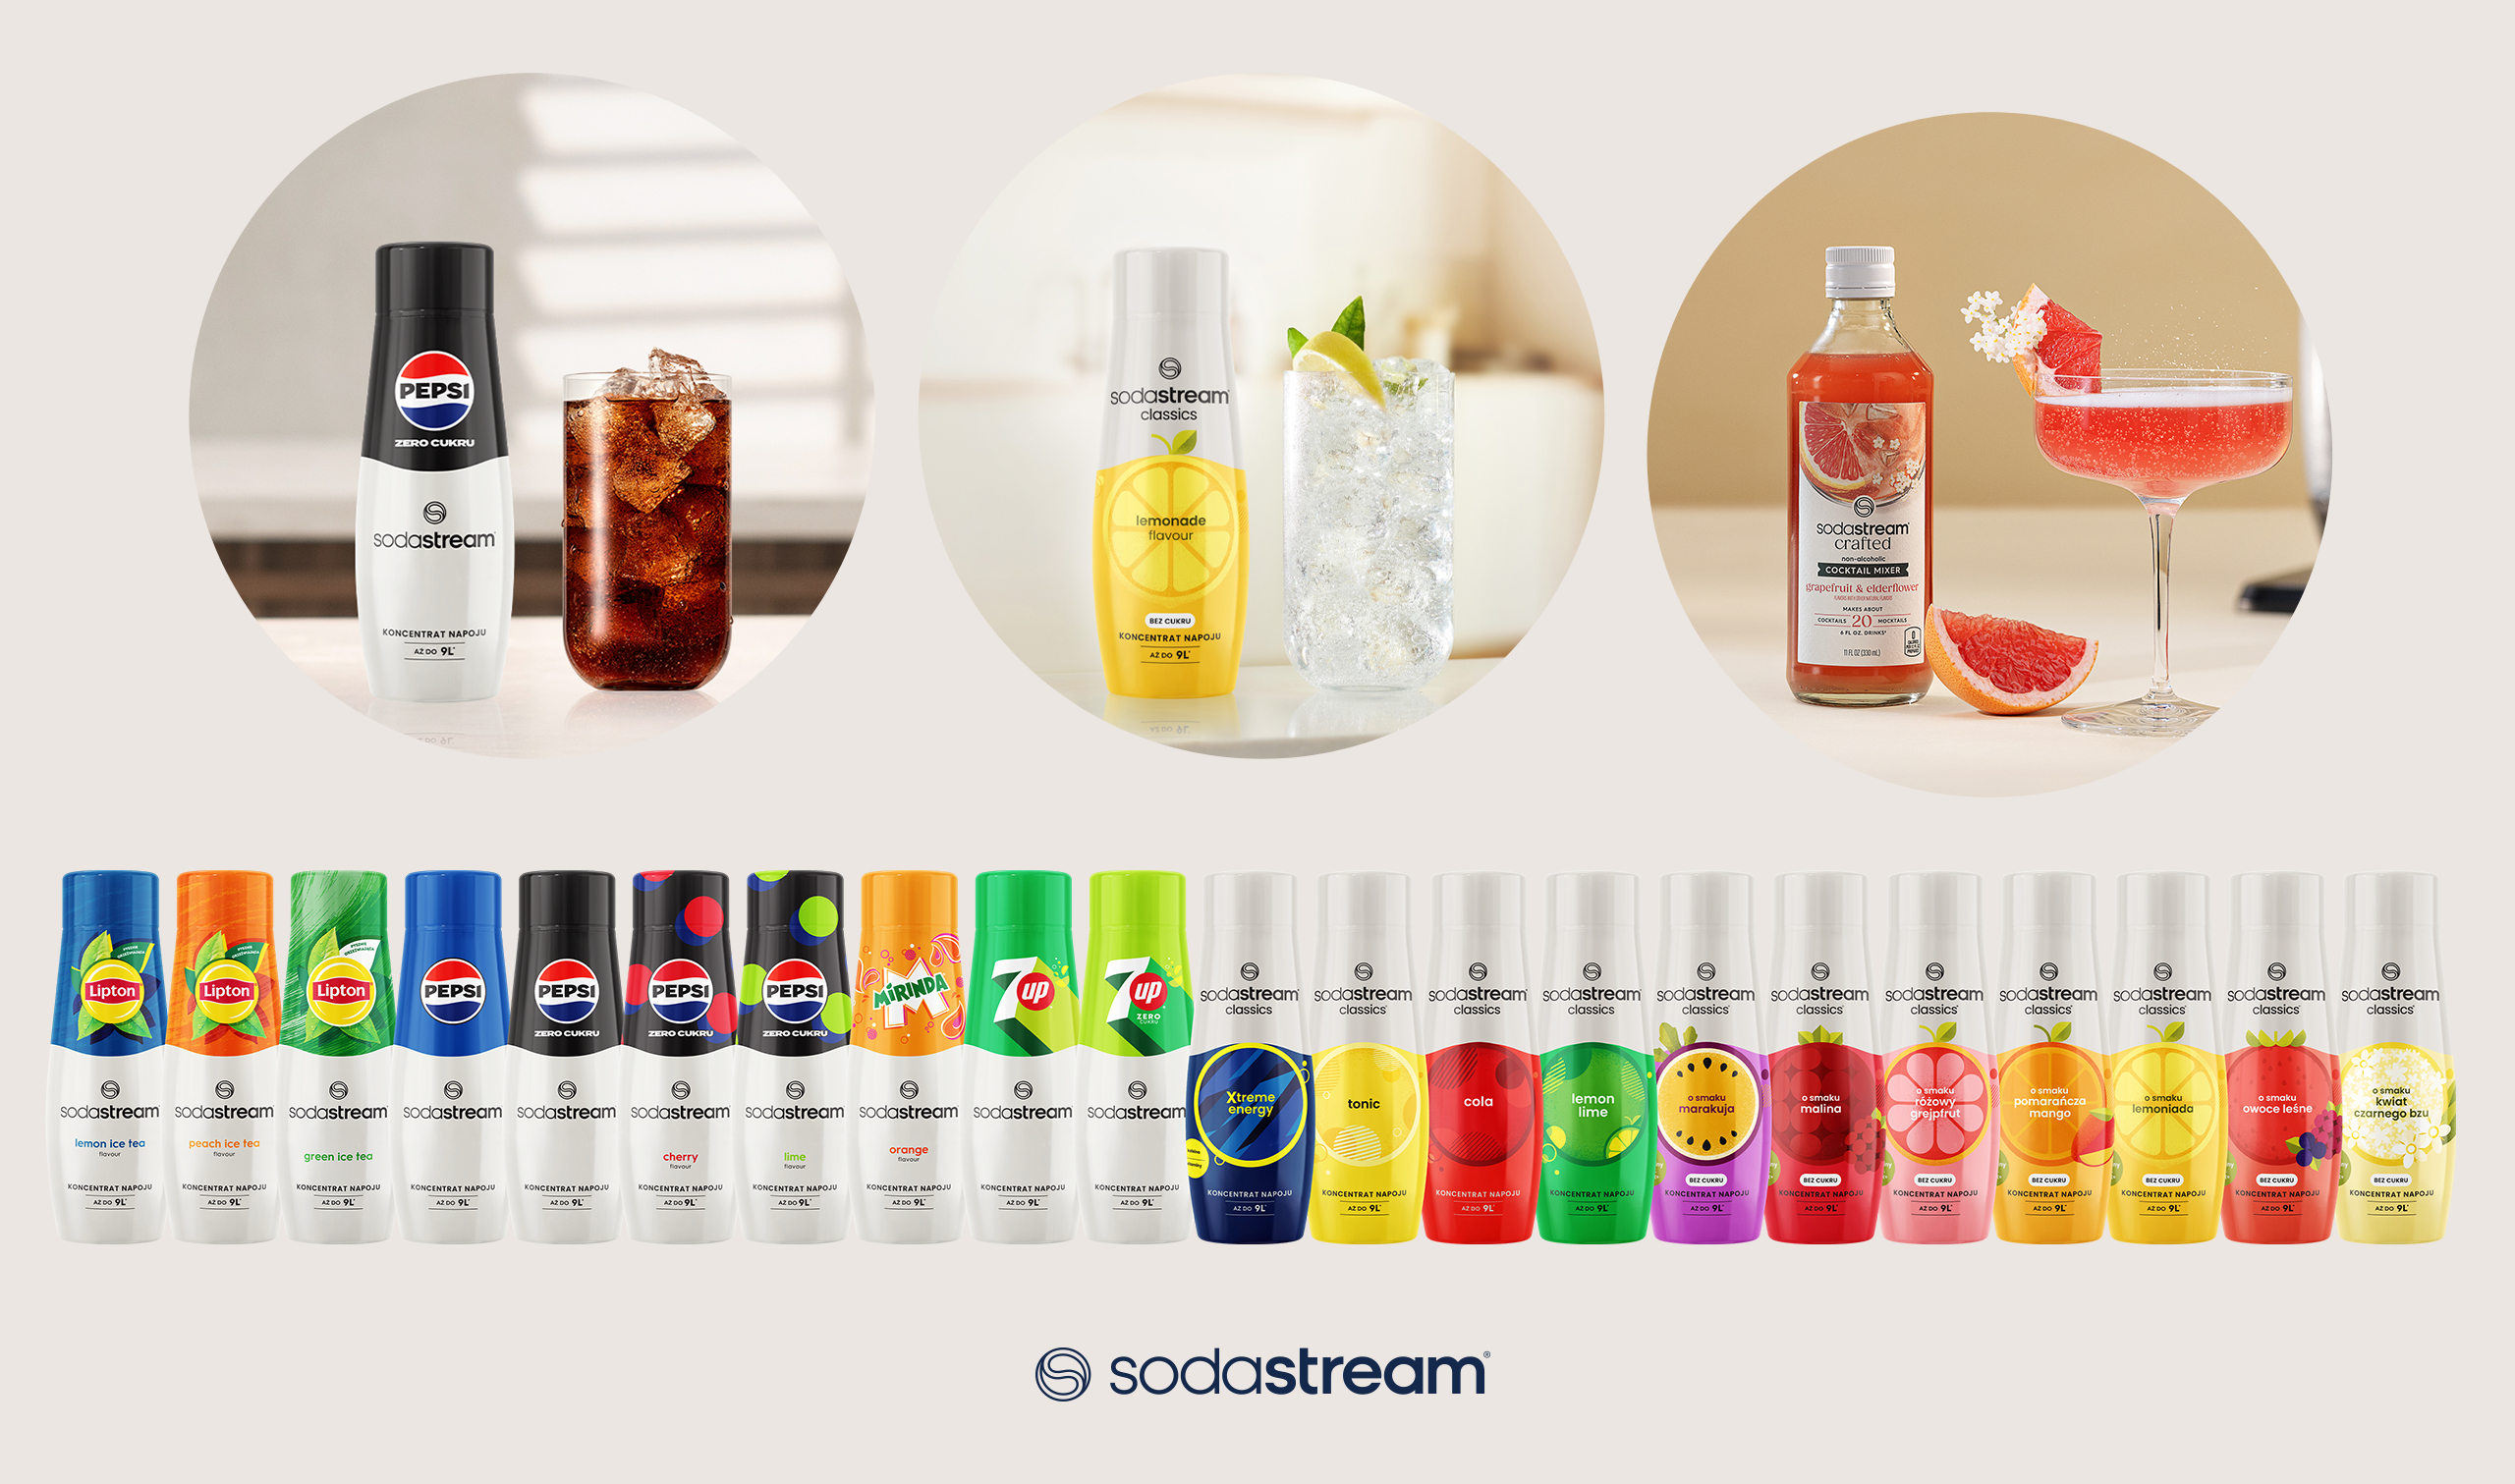 PEPSI
ZERO CUKRU
sodastream
KONCENTRAT NAPOJU
AŻ DO 9L*
sodastream
classics
lemonade
flavour
BEZ CUKRU
KONCENTRAT NAPOJU
AŻ DO 9L*
sodastream
crafted
non-alcoholic
COCKTAIL MIXER
grapefruit & elderflower
MAKES ABOUT
COCKTAILS 20 MOCKTAILS
6 FL OZ. DRINKS*
11 FL OZ (330 mL)
Lipton
sodastream
lemon ice tea
flavour
KONCENTRAT NAPOJU
AŻ DO 9L*
Lipton
sodastream
peach ice tea
flavour
KONCENTRAT NAPOJU
AŻ DO 9L*
Lipton
sodastream
green ice tea
KONCENTRAT NAPOJU
AŻ DO 9L*
PEPSI
sodastream
KONCENTRAT NAPOJU
AŻ DO 9L*
PEPSI
ZERO CUKRU
sodastream
KONCENTRAT NAPOJU
AŻ DO 9L*
PEPSI
ZERO CUKRU
sodastream
cherry
flavour
KONCENTRAT NAPOJU
AŻ DO 9L*
PEPSI
ZERO CUKRU
sodastream
lime
flavour
KONCENTRAT NAPOJU
AŻ DO 9L*
MIRINDA
sodastream
orange
flavour
KONCENTRAT NAPOJU
AŻ DO 9L*
7up
sodastream
KONCENTRAT NAPOJU
AŻ DO 9L*
7up
ZERO
CUKRU
sodastream
KONCENTRAT NAPOJU
AŻ DO 9L*
sodastream
classics
Xtreme
energy
KONCENTRAT NAPOJU
AŻ DO 9L*
sodastream
classics
tonic
KONCENTRAT NAPOJU
AŻ DO 9L*
sodastream
classics
cola
KONCENTRAT NAPOJU
AŻ DO 9L*
sodastream
classics
lemon
lime
KONCENTRAT NAPOJU
AŻ DO 9L*
sodastream
classics
o smaku
marakuja
BEZ CUKRU
KONCENTRAT NAPOJU
AŻ DO 9L*
sodastream
classics
o smaku
malina
BEZ CUKRU
KONCENTRAT NAPOJU
AŻ DO 9L*
sodastream
classics
o smaku
różowy
grejpfrut
BEZ CUKRU
KONCENTRAT NAPOJU
AŻ DO 9L*
sodastream
classics
o smaku
pomarańcza
mango
BEZ CUKRU
KONCENTRAT NAPOJU
AŻ DO 9L*
sodastream
classics
o smaku
lemoniada
BEZ CUKRU
KONCENTRAT NAPOJU
AŻ DO 9L*
sodastream
classics
o smaku
owoce leśne
BEZ CUKRU
KONCENTRAT NAPOJU
AŻ DO 9L*
sodastream
classics
o smaku
kwiat
czarnego bzu
BEZ CUKRU
KONCENTRAT NAPOJU
AŻ DO 9L*
sodastream®